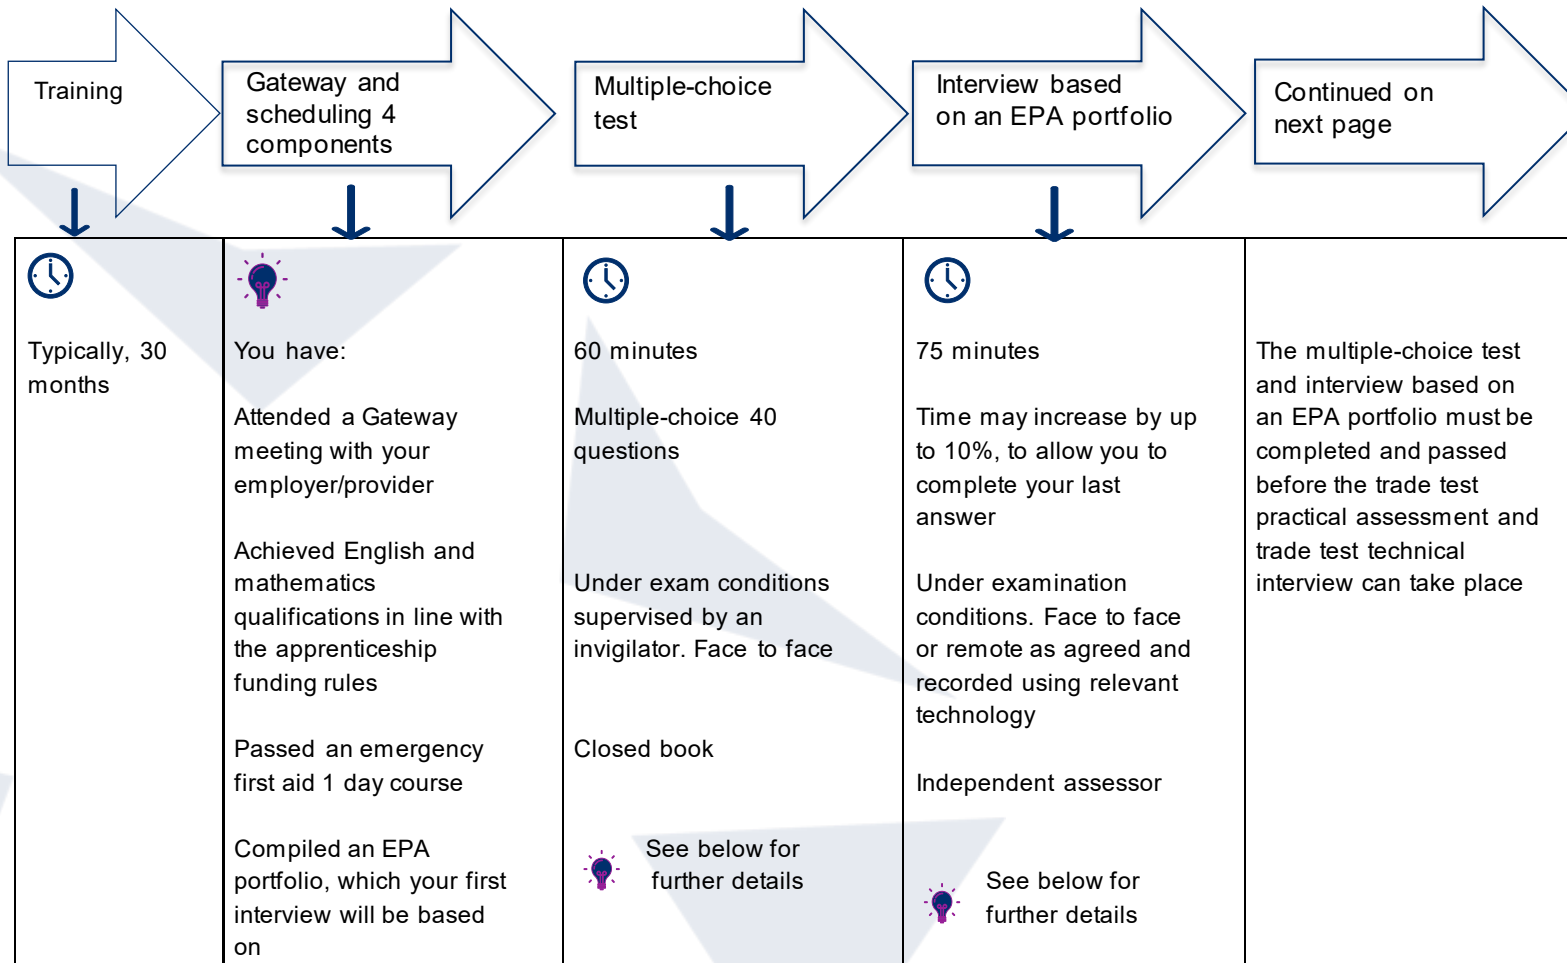 Training
Gateway and
scheduling 4
components
Multiple-choice
test
Interview based
on an EPA portfolio
Continued on
next page
Typically, 30
months
You have:
Attended a Gateway
meeting with your
employer/provider
Achieved English and
mathematics
qualifications in line with
the apprenticeship
funding rules
Passed an emergency
first aid 1 day course
Compiled an EPA
portfolio, which your first
interview will be based
on
60 minutes
Multiple-choice 40
questions
Under exam conditions
supervised by an
invigilator. Face to face
Closed book
See below for
further details
75 minutes
Time may increase by up
to 10%, to allow you to
complete your last
answer
Under examination
conditions. Face to face
or remote as agreed and
recorded using relevant
technology
Independent assessor
See below for
further details
The multiple-choice test
and interview based on
an EPA portfolio must be
completed and passed
before the trade test
practical assessment and
trade test technical
interview can take place